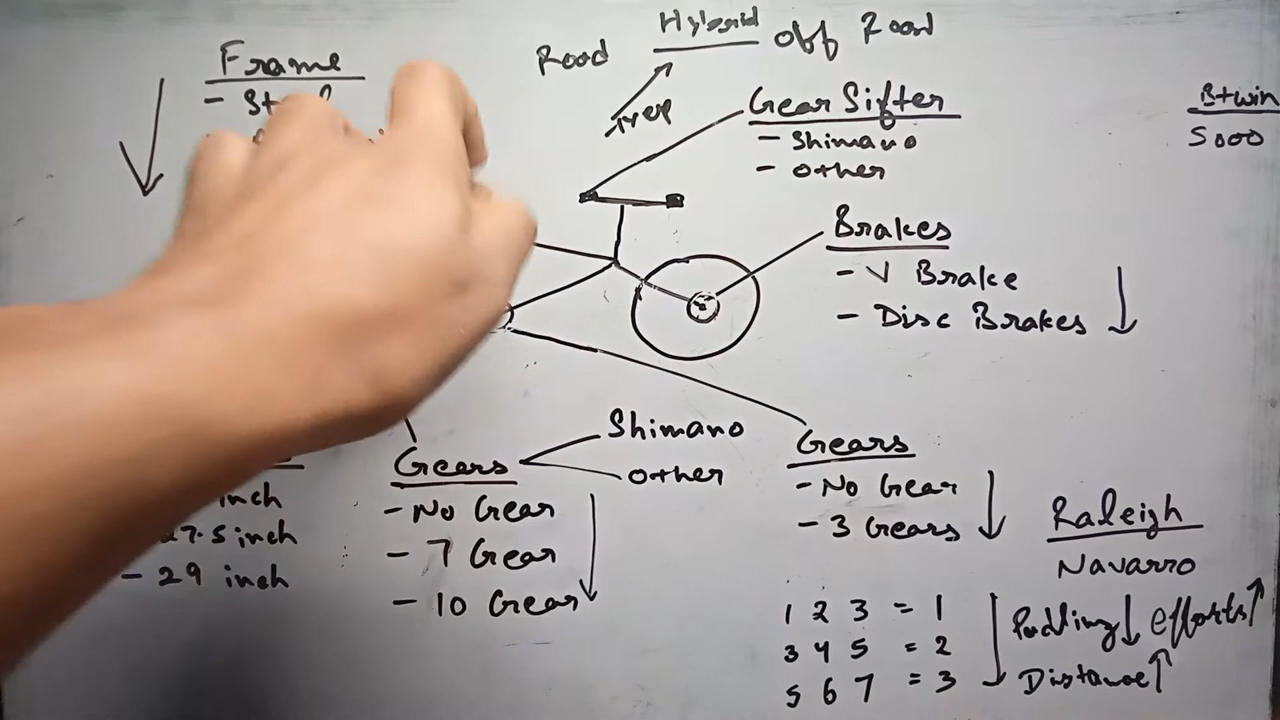 Hybrid
Road
off Road
Frame
- Steel
Gear Sifter
- Shimano
- Other
Btwin
5000
Brakes
- V Brake
- Disc Brakes
Shimano
other
Gears
- No Gear
- 7 Gear
- 10 Gear
Gears
- No Gear
- 3 Gears
inch
27.5 inch
- 29 inch
Raleigh
Navarro
1 2 3 = 1
3 4 5 = 2
5 6 7 = 3
Padling efforts
Distance